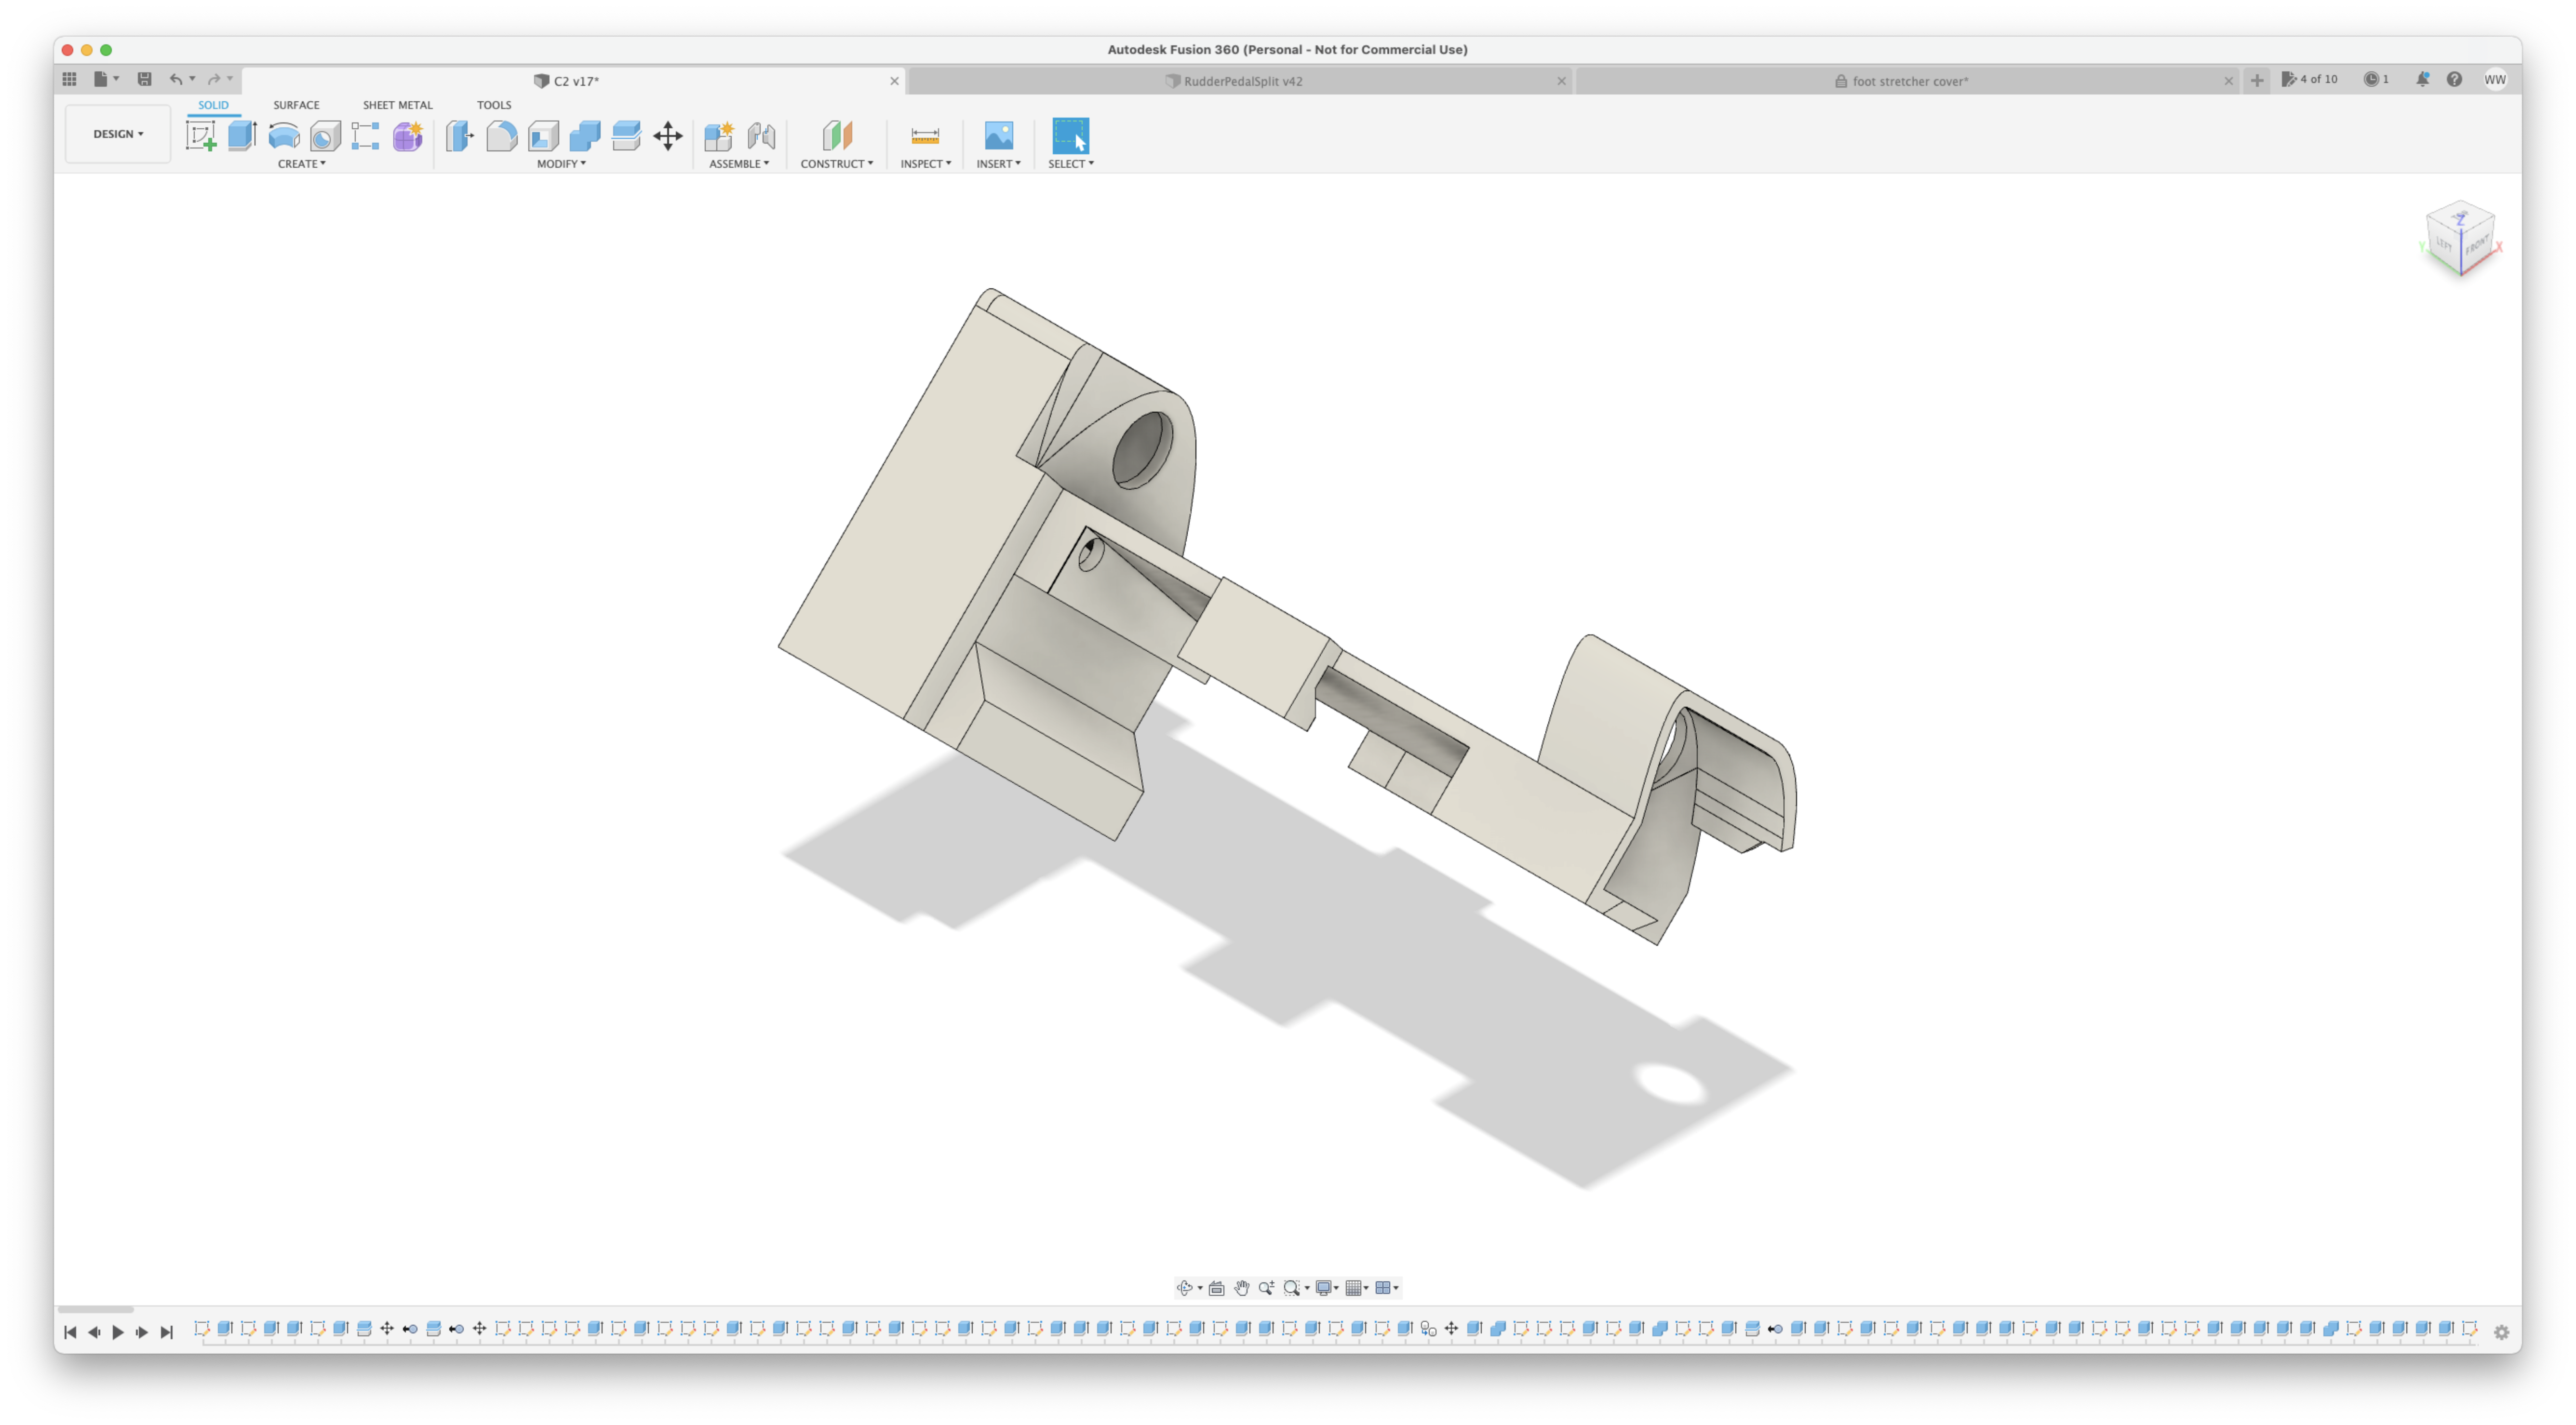 Autodesk Fusion 360 (Personal - Not for Commercial Use)
C2 v17*
RudderPedalSplit v42
foot stretcher cover*
4 of 10
1
WW
DESIGN
SOLID
SURFACE
SHEET METAL
TOOLS
CREATE
MODIFY
ASSEMBLE
CONSTRUCT
INSPECT
INSERT
SELECT
Z
Y
LEFT
FRONT
X